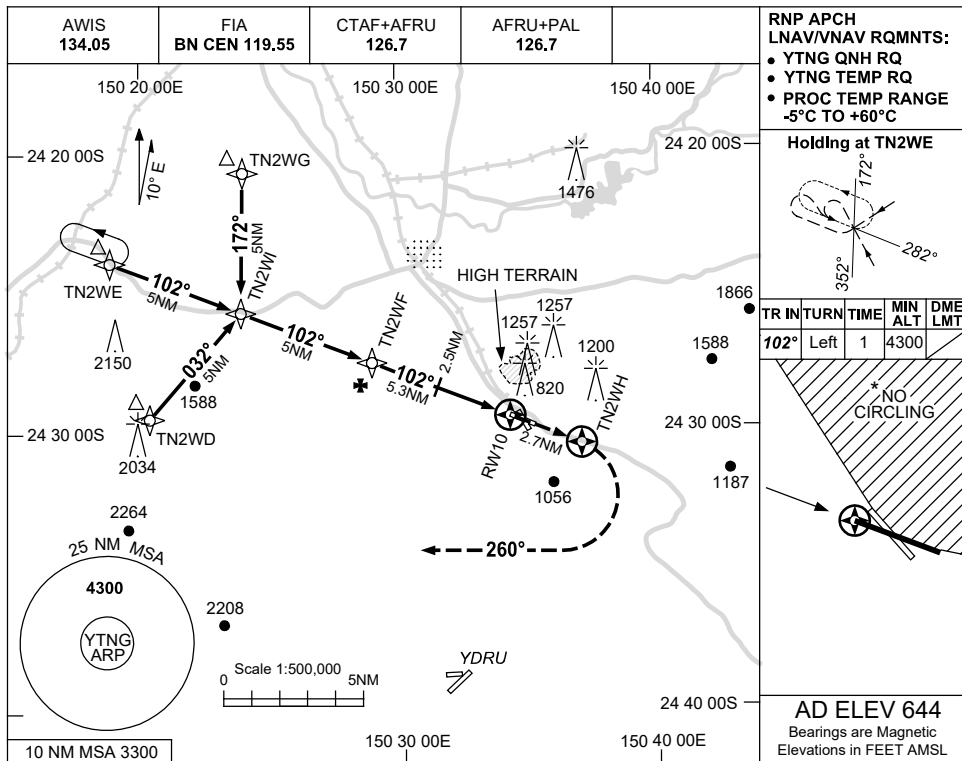 AWIS
134.05
FIA
BN CEN 119.55
CTAF+AFRU
126.7
AFRU+PAL
126.7
RNP APCH
LNAV/VNAV RQMNTS:
• YTNG QNH RQ
• YTNG TEMP RQ
• PROC TEMP RANGE
-5°C TO +60°C
150 20 00E
150 30 00E
150 40 00E
24 20 00S
24 20 00S
10° E
TN2WG
1476
172°
5NM
TN2WI
TN2WE
102°
5NM
HIGH TERRAIN
TN2WF
102°
5NM
1257
1257
1866
2150
032°
5NM
102°
5.3NM
2.5NM
820
1200
1588
1588
TN2WH
24 30 00S
24 30 00S
TN2WD
2034
RW10
2.7NM
1187
1056
2264
260°
25 NM MSA
4300
YTNG
ARP
2208
Scale 1:500,000
0
5NM
YDRU
24 40 00S
10 NM MSA 3300
150 30 00E
150 40 00E
Holding at TN2WE
172°
282°
352°
TR IN TURN TIME MIN ALT DME LMT
102° Left 1 4300
*NO
CIRCLING
AD ELEV 644
Bearings are Magnetic
Elevations in FEET AMSL